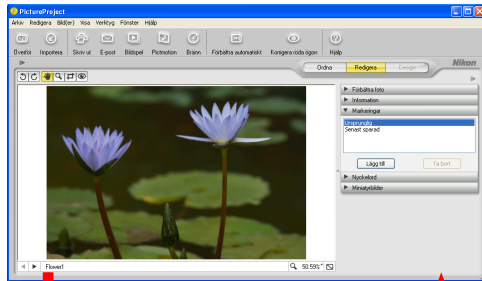 PictureProject
Arkiv Redigera Bild(er) Visa Verktyg Fönster Hjälp
Överför Importera Skriv ut E-post Bildspel Pictmotion Bränn Förbättra automatiskt Korrigera röda ögon Hjälp
Ordna Redigera Design
Nikon
Förbättra foto
Information
Markeringar
Ursprunglig
Senast sparad
Lägg till Ta bort
Nyckelord
Miniatyrbilder
Flower1 50.59%